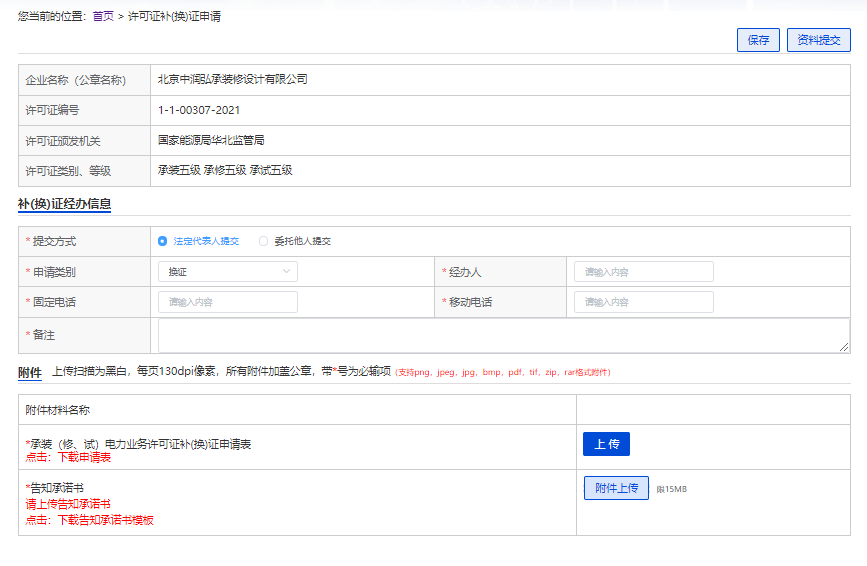 您当前的位置：首页 > 许可证补(换)证申请
保存 资料提交
企业名称（公章名称） 北京中润弘承装修设计有限公司
许可证编号 1-1-00307-2021
许可证颁发机关 国家能源局华北监管局
许可证类别、等级 承装五级 承修五级 承试五级
补(换)证经办信息
*提交方式 法定代表人提交 委托他人提交
*申请类别 换证 *经办人 请输入内容
*固定电话 请输入内容 *移动电话 请输入内容
*备注
附件 上传扫描为黑白，每页130dpi像素，所有附件加盖公章，带*号为必输项（支持png、jpeg、jpg、bmp、pdf、tif、zip、rar格式附件）
附件材料名称
*承装（修、试）电力业务许可证补(换)证申请表 上传
点击：下载申请表
*告知承诺书 附件上传 限15MB
请上传告知承诺书
点击：下载告知承诺书模板